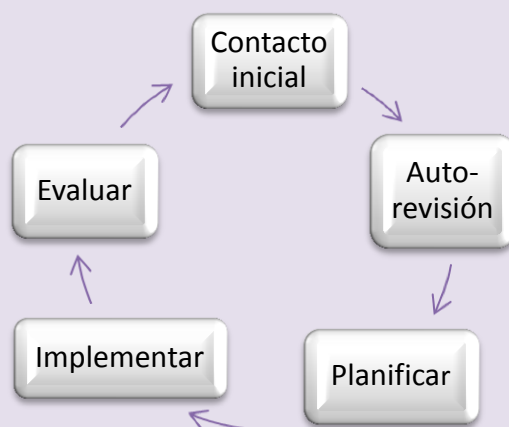 Contacto
inicial
Auto-
revisión
Planificar
Implementar
Evaluar